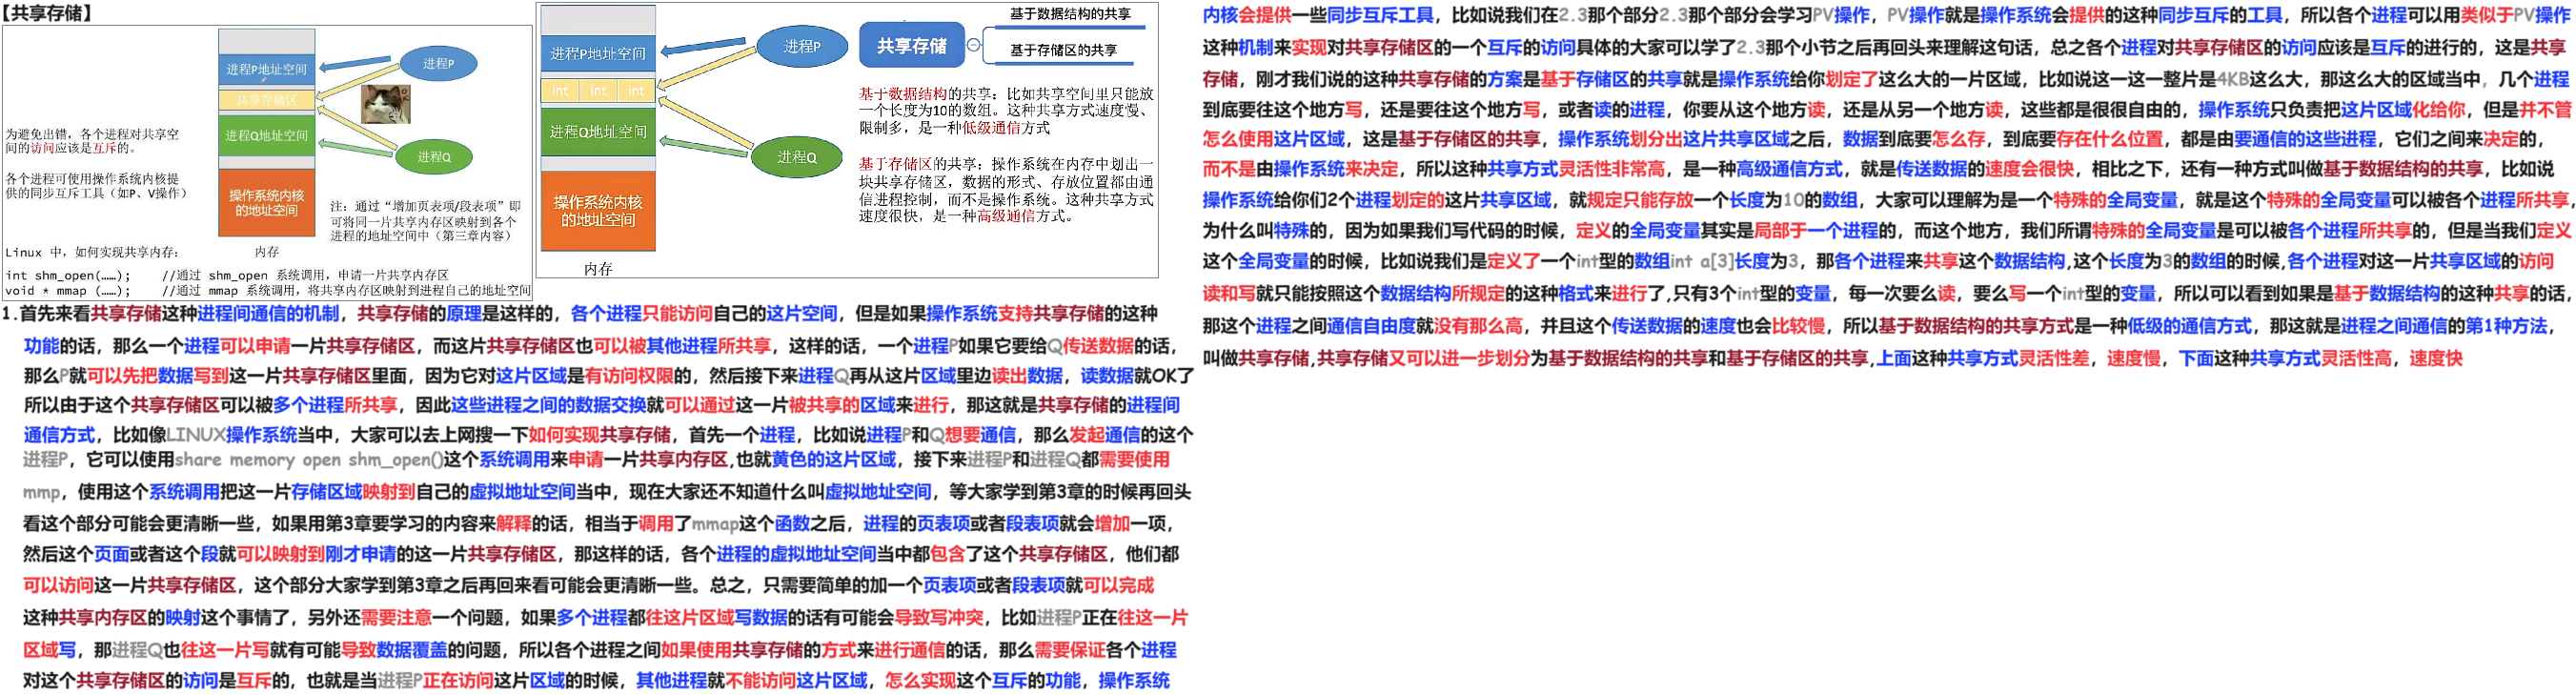 【共享存储】
进程P地址空间
共享存储区
进程Q地址空间
操作系统内核
的地址空间
内存
进程P
进程Q
为避免出错，各个进程对共享空
间的访问应该是互斥的。
各个进程可使用操作系统内核提
供的同步互斥工具（如P、V操作）
注：通过“增加页表项/段表项”即
可将同一片共享内存区映射到各个
进程的地址空间中（第三章内容）
Linux 中，如何实现共享内存：
int shm_open(……);　　//通过 shm_open 系统调用，申请一片共享内存区
void * mmap (……);　　//通过 mmap 系统调用，将共享内存区映射到进程自己的地址空间
进程P地址空间
int int int
进程Q地址空间
操作系统内核
的地址空间
内存
进程P
进程Q
共享存储
基于数据结构的共享
基于存储区的共享
基于数据结构的共享：比如共享空间里只能放
一个长度为10的数组。这种共享方式速度慢、
限制多，是一种低级通信方式
基于存储区的共享：操作系统在内存中划出一
块共享存储区，数据的形式、存放位置都由通
信进程控制，而不是操作系统。这种共享方式
速度很快，是一种高级通信方式。
1.首先来看共享存储这种进程间通信的机制，共享存储的原理是这样的，各个进程只能访问自己的这片空间，但是如果操作系统支持共享存储的这种
功能的话，那么一个进程可以申请一片共享存储区，而这片共享存储区也可以被其他进程所共享，这样的话，一个进程P如果它要给Q传送数据的话，
那么P就可以先把数据写到这一片共享存储区里面，因为它对这片区域是有访问权限的，然后接下来进程Q再从这片区域里边读出数据，读数据就OK了
所以由于这个共享存储区可以被多个进程所共享，因此这些进程之间的数据交换就可以通过这一片被共享的区域来进行，那这就是共享存储的进程间
通信方式，比如像LINUX操作系统当中，大家可以去上网搜一下如何实现共享存储，首先一个进程，比如说进程P和Q想要通信，那么发起通信的这个
进程P，它可以使用share memory open shm_open()这个系统调用来申请一片共享内存区,也就黄色的这片区域，接下来进程P和进程Q都需要使用
mmp，使用这个系统调用把这一片存储区域映射到自己的虚拟地址空间当中，现在大家还不知道什么叫虚拟地址空间，等大家学到第3章的时候再回头
看这个部分可能会更清晰一些，如果用第3章要学习的内容来解释的话，相当于调用了mmap这个函数之后，进程的页表项或者段表项就会增加一项，
然后这个页面或者这个段就可以映射到刚才申请的这一片共享存储区，那这样的话，各个进程的虚拟地址空间当中都包含了这个共享存储区，他们都
可以访问这一片共享存储区，这个部分大家学到第3章之后再回来看可能会更清晰一些。总之，只需要简单的加一个页表项或者段表项就可以完成
这种共享内存区的映射这个事情了，另外还需要注意一个问题，如果多个进程都往这片区域写数据的话有可能会导致写冲突，比如进程P正在往这一片
区域写，那进程Q也往这一片写就有可能导致数据覆盖的问题，所以各个进程之间如果使用共享存储的方式来进行通信的话，那么需要保证各个进程
对这个共享存储区的访问是互斥的，也就是当进程P正在访问这片区域的时候，其他进程就不能访问这片区域，怎么实现这个互斥的功能，操作系统
内核会提供一些同步互斥工具，比如说我们在2.3那个部分2.3那个部分会学习PV操作，PV操作就是操作系统会提供的这种同步互斥的工具，所以各个进程可以用类似于PV操作
这种机制来实现对共享存储区的一个互斥的访问具体的大家可以学了2.3那个小节之后再回头来理解这句话，总之各个进程对共享存储区的访问应该是互斥的进行的，这是共享
存储，刚才我们说的这种共享存储的方案是基于存储区的共享就是操作系统给你划定了这么大的一片区域，比如说这一这一整片是4KB这么大，那这么大的区域当中，几个进程
到底要往这个地方写，还是要往这个地方写，或者读的进程，你要从这个地方读，还是从另一个地方读，这些都是很很自由的，操作系统只负责把这片区域化给你，但是并不管
怎么使用这片区域，这是基于存储区的共享，操作系统划分出这片共享区域之后，数据到底要怎么存，到底要存在什么位置，都是由要通信的这些进程，它们之间来决定的，
而不是由操作系统来决定，所以这种共享方式灵活性非常高，是一种高级通信方式，就是传送数据的速度会很快，相比之下，还有一种方式叫做基于数据结构的共享，比如说
操作系统给你们2个进程划定的这片共享区域，就规定只能存放一个长度为10的数组，大家可以理解为是一个特殊的全局变量，就是这个特殊的全局变量可以被各个进程所共享，
为什么叫特殊的，因为如果我们写代码的时候，定义的全局变量其实是局部于一个进程的，而这个地方，我们所谓特殊的全局变量是可以被各个进程所共享的，但是当我们定义
这个全局变量的时候，比如说我们是定义了一个int型的数组int a[3]长度为3，那各个进程来共享这个数据结构,这个长度为3的数组的时候,各个进程对这一片共享区域的访问
读和写就只能按照这个数据结构所规定的这种格式来进行了,只有3个int型的变量，每一次要么读，要么写一个int型的变量，所以可以看到如果是基于数据结构的这种共享的话，
那这个进程之间通信自由度就没有那么高，并且这个传送数据的速度也会比较慢，所以基于数据结构的共享方式是一种低级的通信方式，那这就是进程之间通信的第1种方法，
叫做共享存储,共享存储又可以进一步划分为基于数据结构的共享和基于存储区的共享,上面这种共享方式灵活性差，速度慢，下面这种共享方式灵活性高，速度快